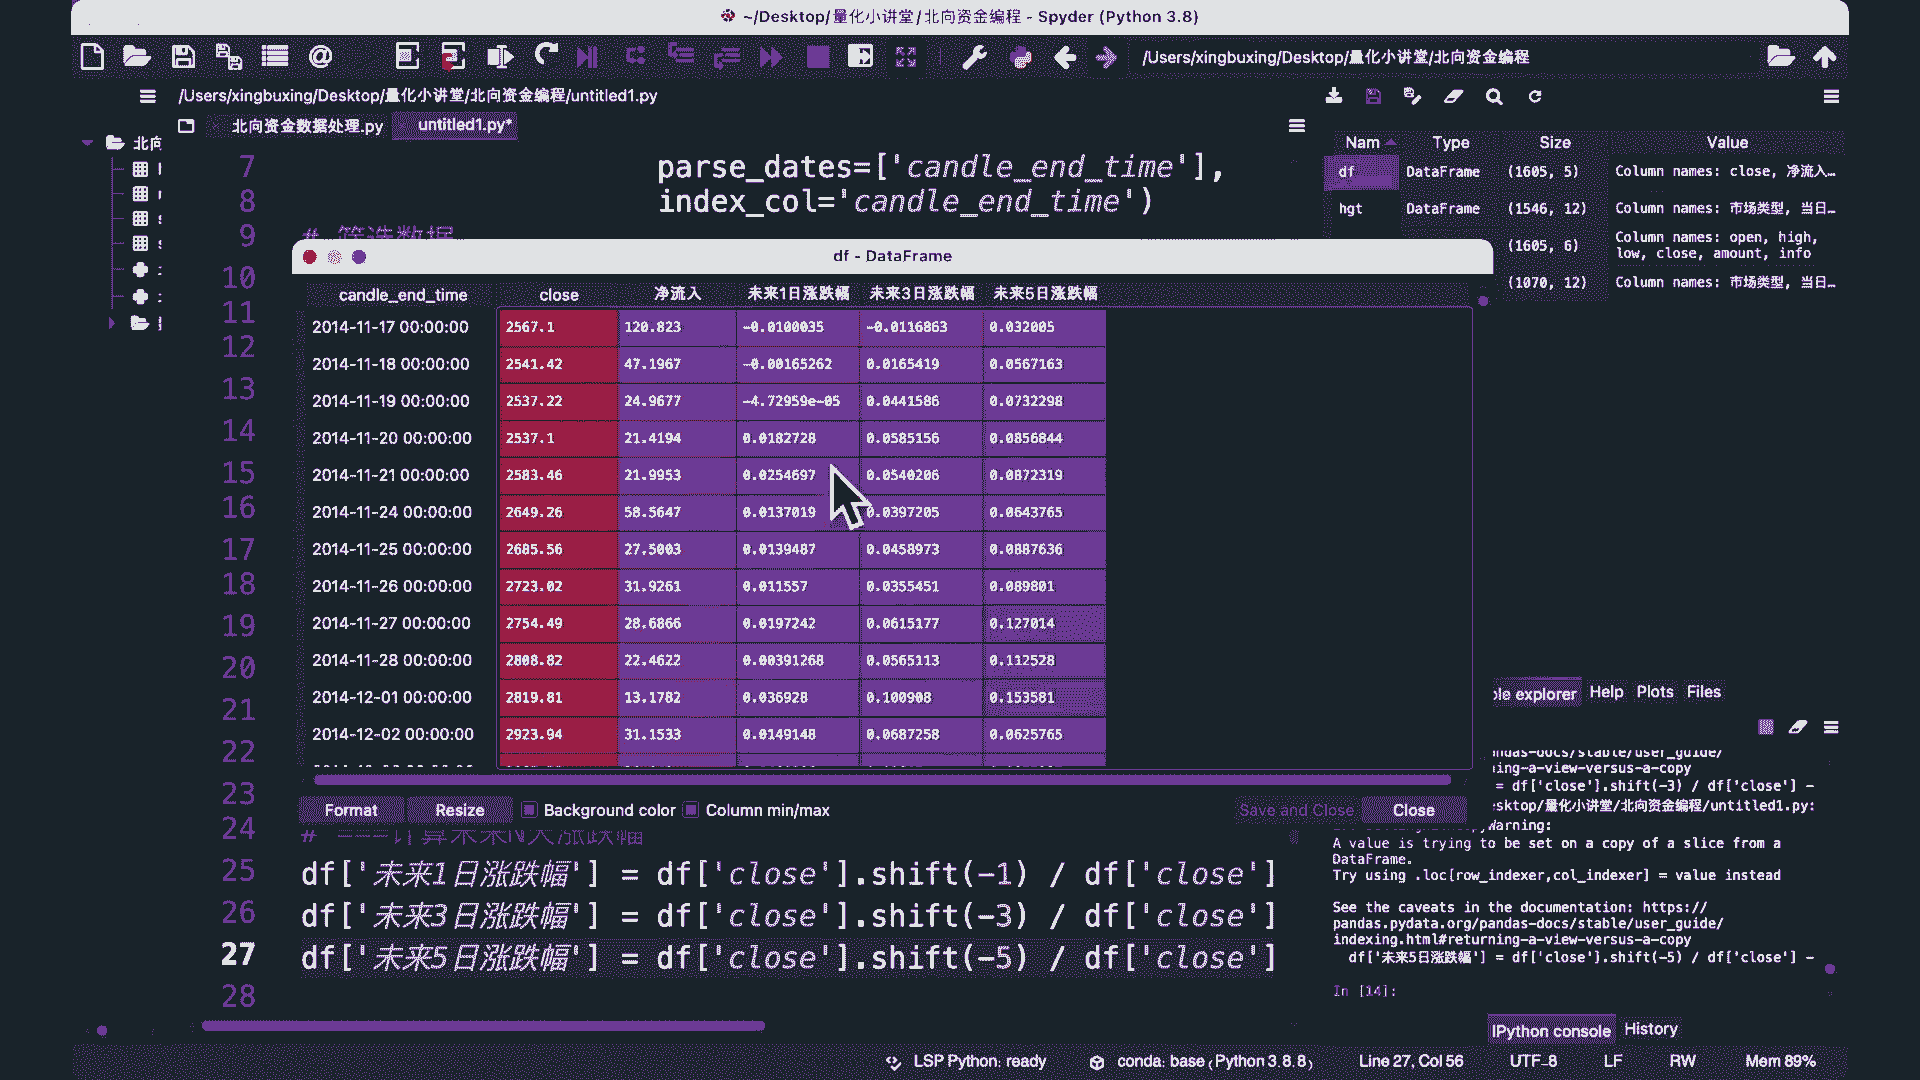 ~/Desktop/量化小讲堂/北向资金编程 - Spyder (Python 3.8)
/Users/xingbuxing/Desktop/量化小讲堂/北向资金编程
/Users/xingbuxing/Desktop/量化小讲堂/北向资金编程/untitled1.py
北向资金数据处理.py untitled1.py*
北向
7 parse_dates=['candle_end_time'],
8 index_col='candle_end_time')
9
10
11
12
13
14
15
16
17
18
19
20
21
22
23
24 # ===计算未来N天涨跌幅
25 df['未来1日涨跌幅'] = df['close'].shift(-1) / df['close']
26 df['未来3日涨跌幅'] = df['close'].shift(-3) / df['close']
27 df['未来5日涨跌幅'] = df['close'].shift(-5) / df['close']
28
df - DataFrame
candle_end_time close 净流入 未来1日涨跌幅 未来3日涨跌幅 未来5日涨跌幅
2014-11-17 00:00:00 2567.1 120.823 -0.0100035 -0.0116863 0.032005
2014-11-18 00:00:00 2541.42 47.1967 -0.00165262 0.0165419 0.0567163
2014-11-19 00:00:00 2537.22 24.9677 -4.72959e-05 0.0441586 0.0732298
2014-11-20 00:00:00 2537.1 21.4194 0.0182728 0.0585156 0.0856844
2014-11-21 00:00:00 2583.46 21.9953 0.0254697 0.0540206 0.0872319
2014-11-24 00:00:00 2649.26 58.5647 0.0137019 0.0397205 0.0643765
2014-11-25 00:00:00 2685.56 27.5003 0.0139487 0.0458973 0.0887636
2014-11-26 00:00:00 2723.02 31.9261 0.011557 0.0355451 0.089801
2014-11-27 00:00:00 2754.49 28.6866 0.0197242 0.0615177 0.127014
2014-11-28 00:00:00 2808.82 22.4622 0.00391268 0.0565113 0.112528
2014-12-01 00:00:00 2819.81 13.1782 0.036928 0.100908 0.153581
2014-12-02 00:00:00 2923.94 31.1533 0.0149148 0.0687258 0.0625765
Format Resize Background color Column min/max Save and Close Close
Nam Type Size Value
df DataFrame (1605, 5) Column names: close, 净流入…
hgt DataFrame (1546, 12) Column names: 市场类型, 当日…
(1605, 6) Column names: open, high,
low, close, amount, info
(1070, 12) Column names: 市场类型, 当日…
ble explorer Help Plots Files
ndas-docs/stable/user_guide/
ing-a-view-versus-a-copy
= df['close'].shift(-3) / df['close'] -
esktop/量化小讲堂/北向资金编程/untitled1.py:
Warning:
A value is trying to be set on a copy of a slice from a
DataFrame.
Try using .loc[row_indexer,col_indexer] = value instead
See the caveats in the documentation: https://
pandas.pydata.org/pandas-docs/stable/user_guide/
indexing.html#returning-a-view-versus-a-copy
df['未来5日涨跌幅'] = df['close'].shift(-5) / df['close'] -
In [14]:
IPython console History
LSP Python: ready conda: base (Python 3.8.8) Line 27, Col 56 UTF-8 LF RW Mem 89%